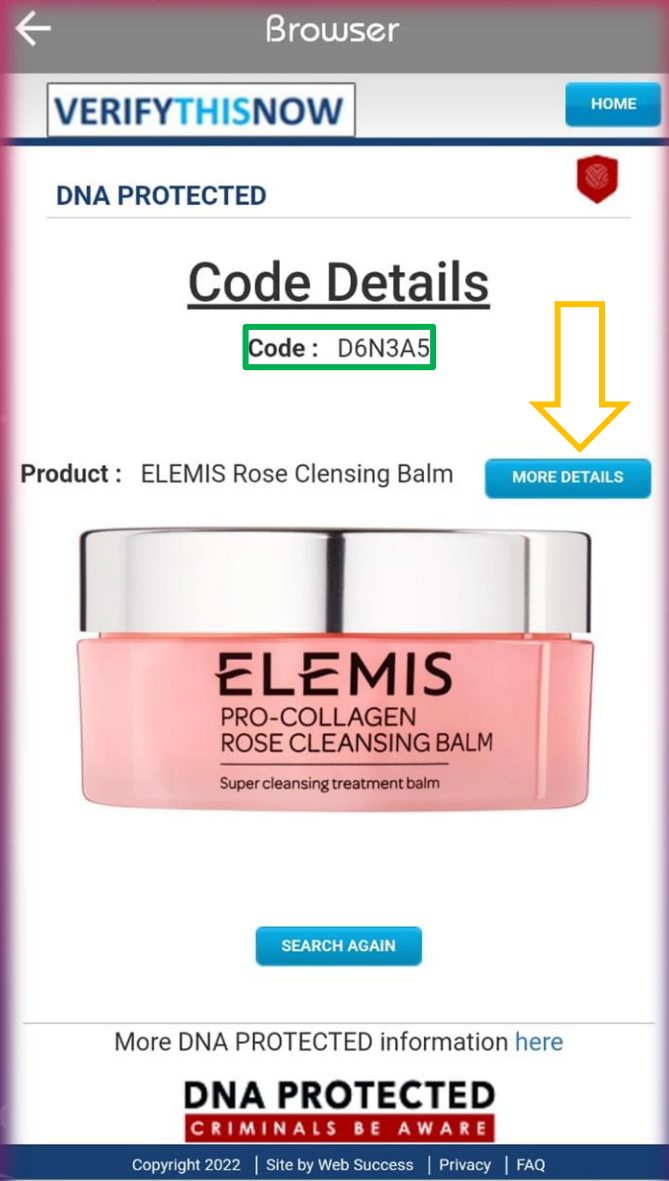 Browser
VERIFYTHISNOW
HOME
DNA PROTECTED
Code Details
Code : D6N3A5
Product : ELEMIS Rose Clensing Balm
MORE DETAILS
ELEMIS
PRO-COLLAGEN
ROSE CLEANSING BALM
Super cleansing treatment balm
SEARCH AGAIN
More DNA PROTECTED information here
DNA PROTECTED
CRIMINALS BE AWARE
Copyright 2022 | Site by Web Success | Privacy | FAQ